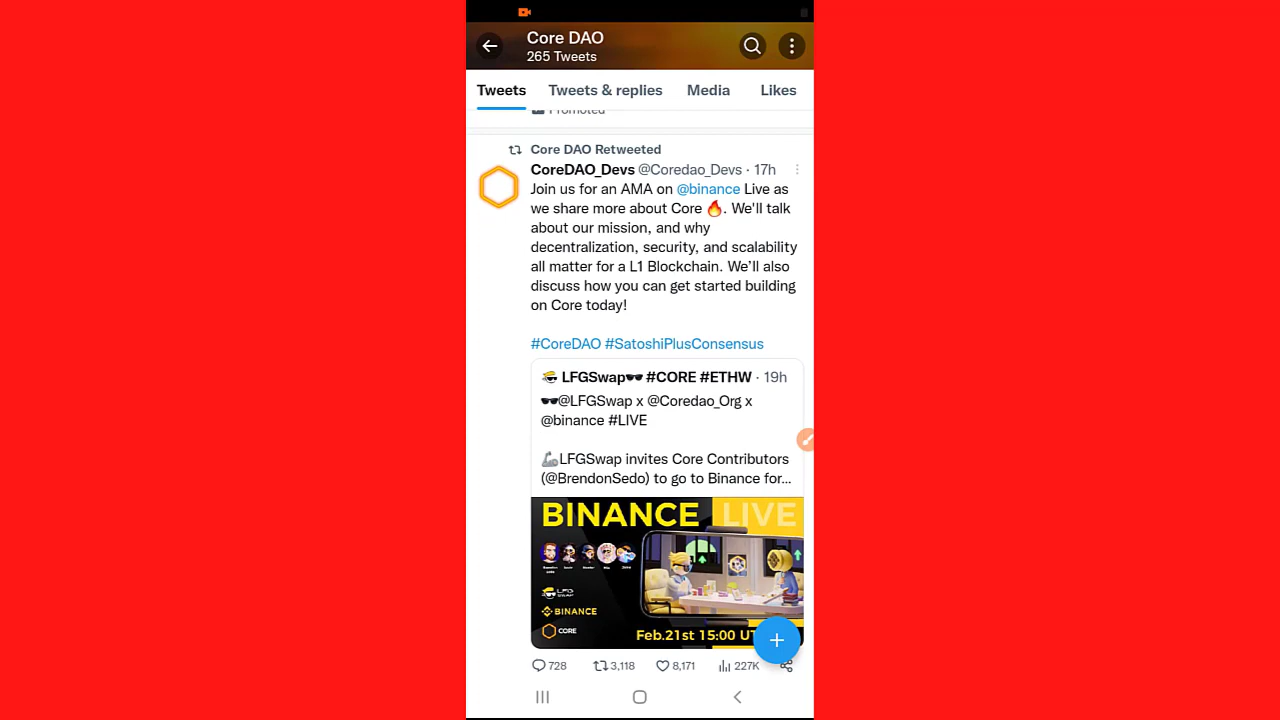 Core DAO
265 Tweets
Tweets Tweets & replies Media Likes
Promoted
Core DAO Retweeted
CoreDAO_Devs @Coredao_Devs · 17h
Join us for an AMA on @binance Live as
we share more about Core 🔥. We'll talk
about our mission, and why
decentralization, security, and scalability
all matter for a L1 Blockchain. We’ll also
discuss how you can get started building
on Core today!
#CoreDAO #SatoshiPlusConsensus
LFGSwap🕶️ #CORE #ETHW · 19h
🕶️@LFGSwap x @Coredao_Org x
@binance #LIVE
🦾LFGSwap invites Core Contributors
(@BrendonSedo) to go to Binance for...
BINANCE LIVE
LFG
SWAP
BINANCE
CORE
Feb.21st 15:00 UT
728 3,118 8,171 227K